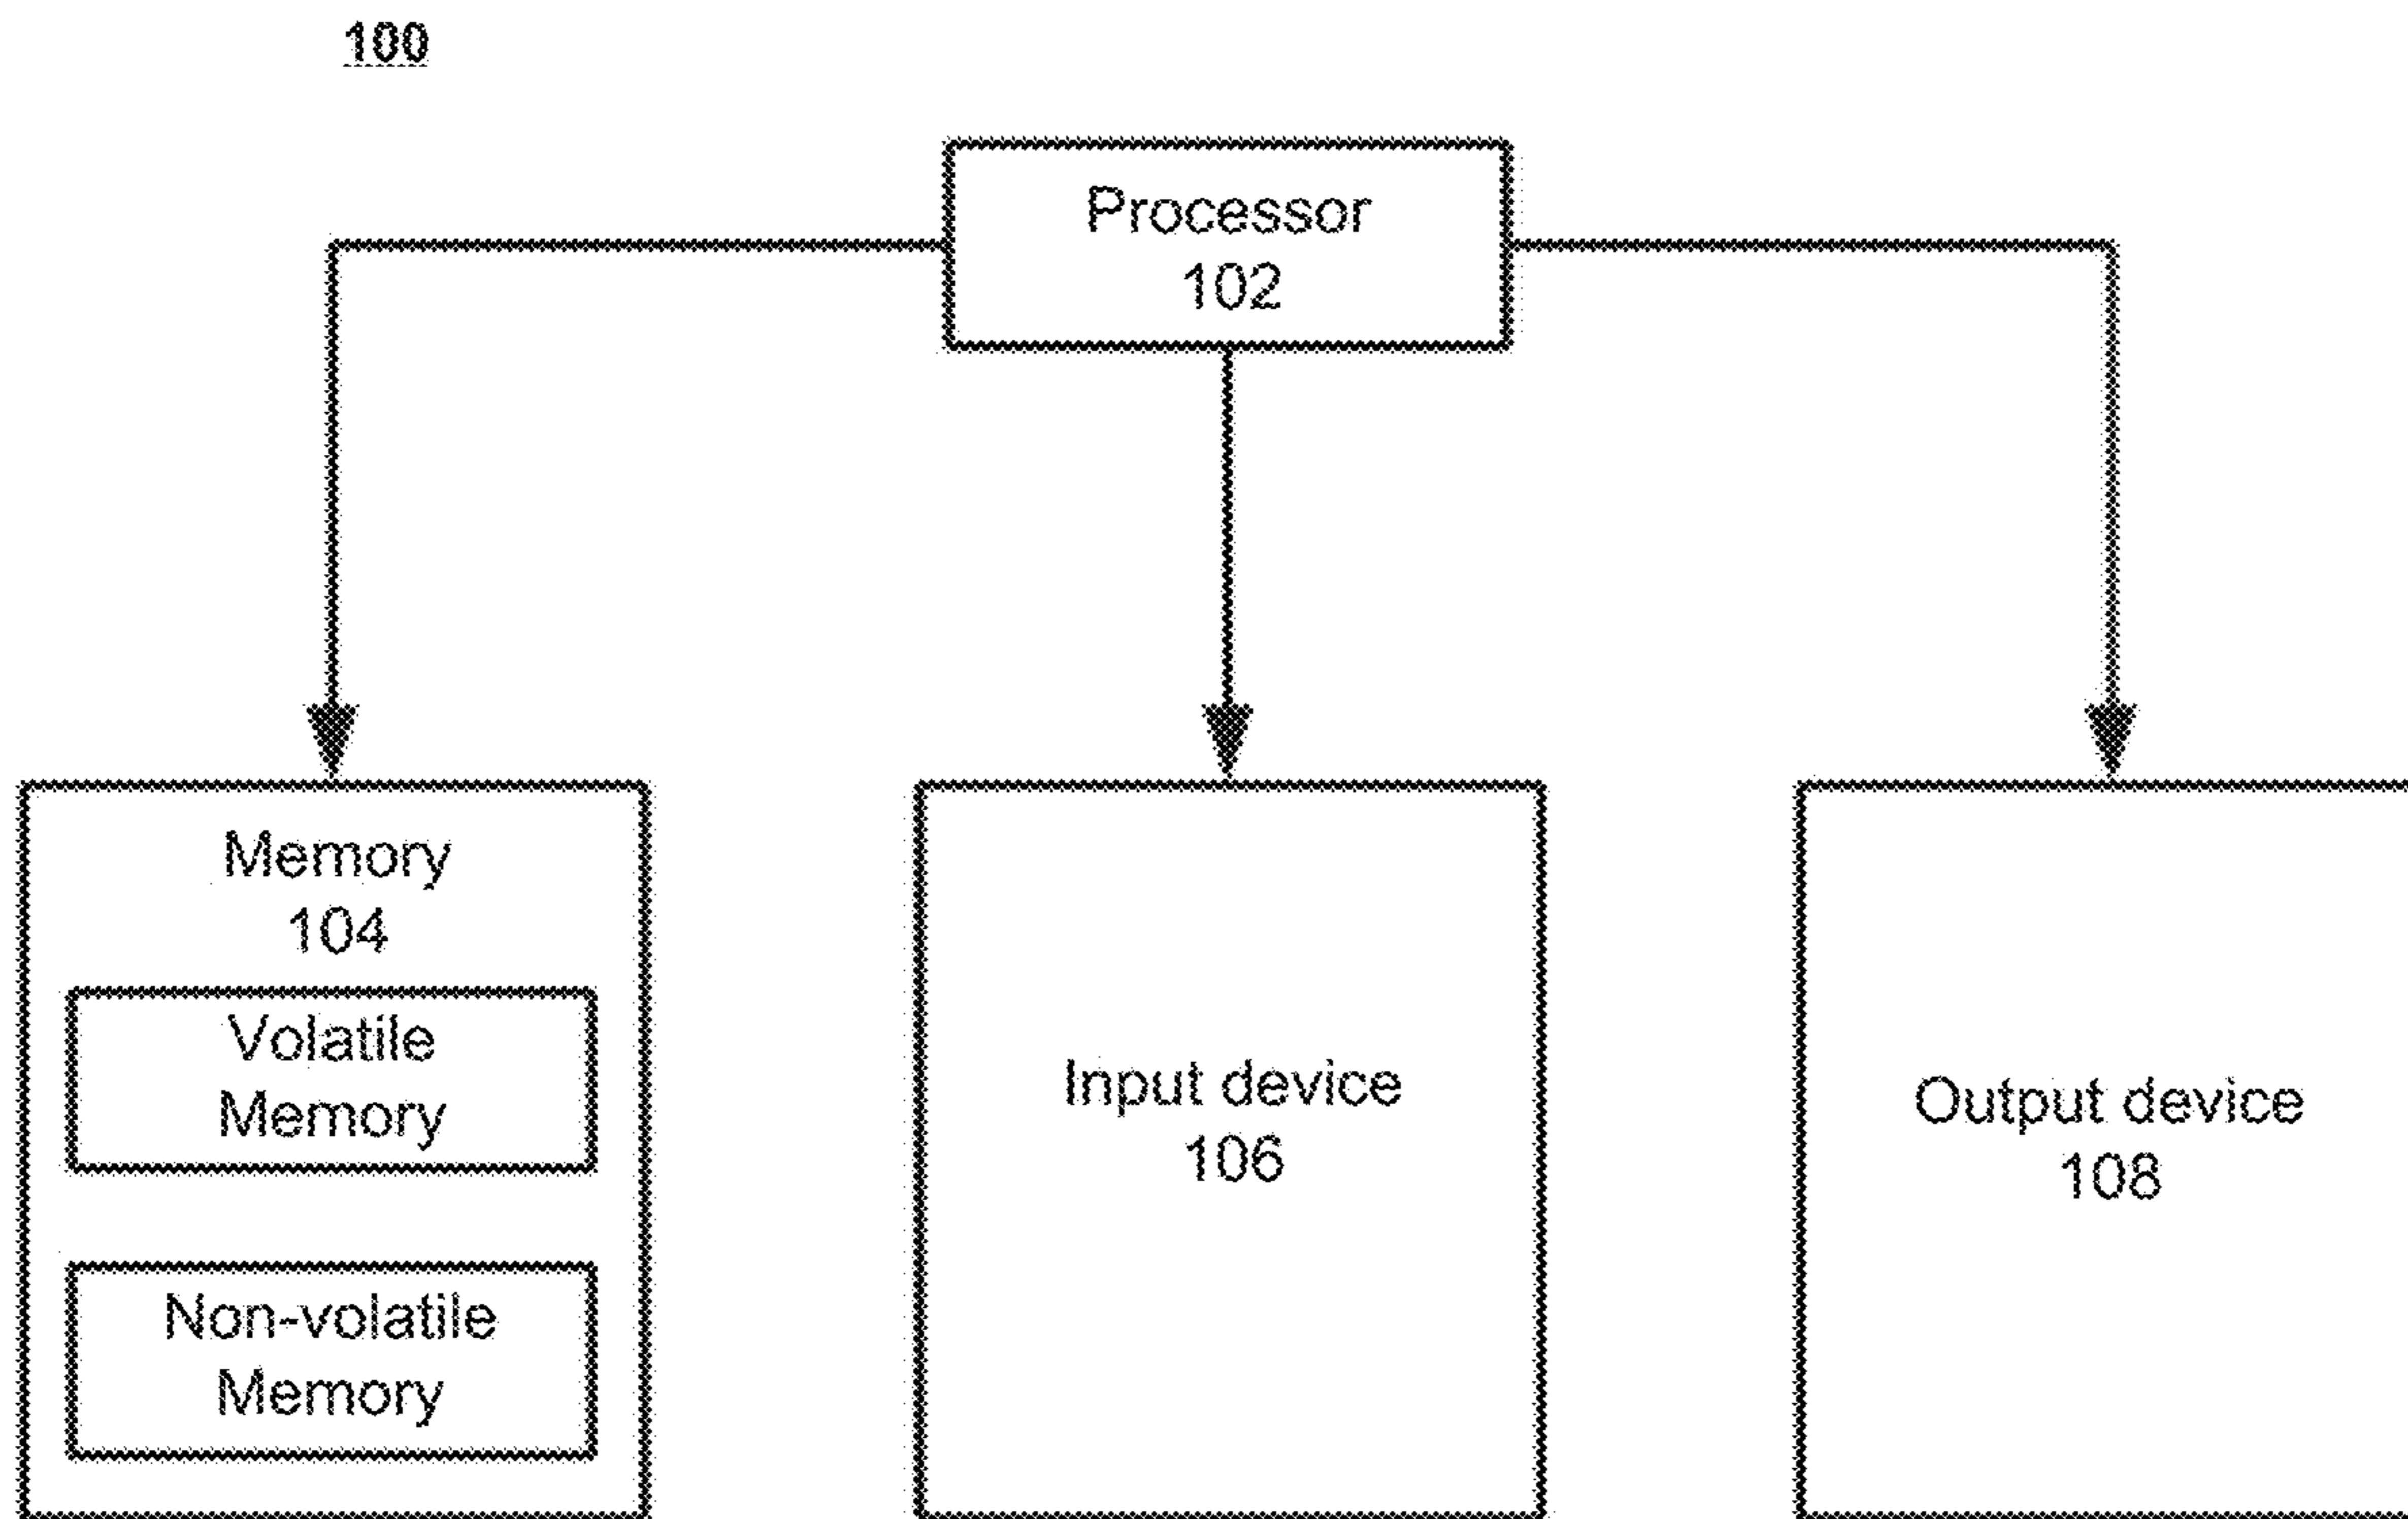 100
Processor
102
Memory
104
Volatile
Memory
Non-volatile
Memory
Input device
106
Output device
108